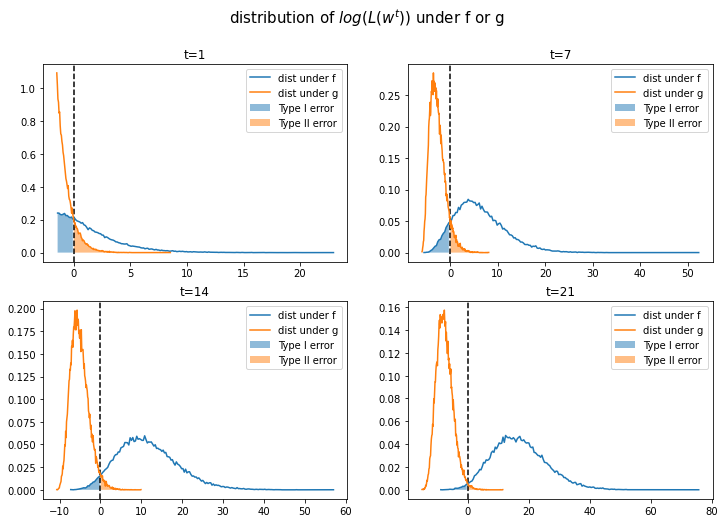 distribution of log(L(w^t)) under f or g
t=1
1.0
0.8
0.6
0.4
0.2
0.0
0
5
10
15
20
dist under f
dist under g
Type I error
Type II error
t=7
0.25
0.20
0.15
0.10
0.05
0.00
0
10
20
30
40
50
dist under f
dist under g
Type I error
Type II error
t=14
0.200
0.175
0.150
0.125
0.100
0.075
0.050
0.025
0.000
−10
0
10
20
30
40
50
60
dist under f
dist under g
Type I error
Type II error
t=21
0.16
0.14
0.12
0.10
0.08
0.06
0.04
0.02
0.00
0
20
40
60
80
dist under f
dist under g
Type I error
Type II error